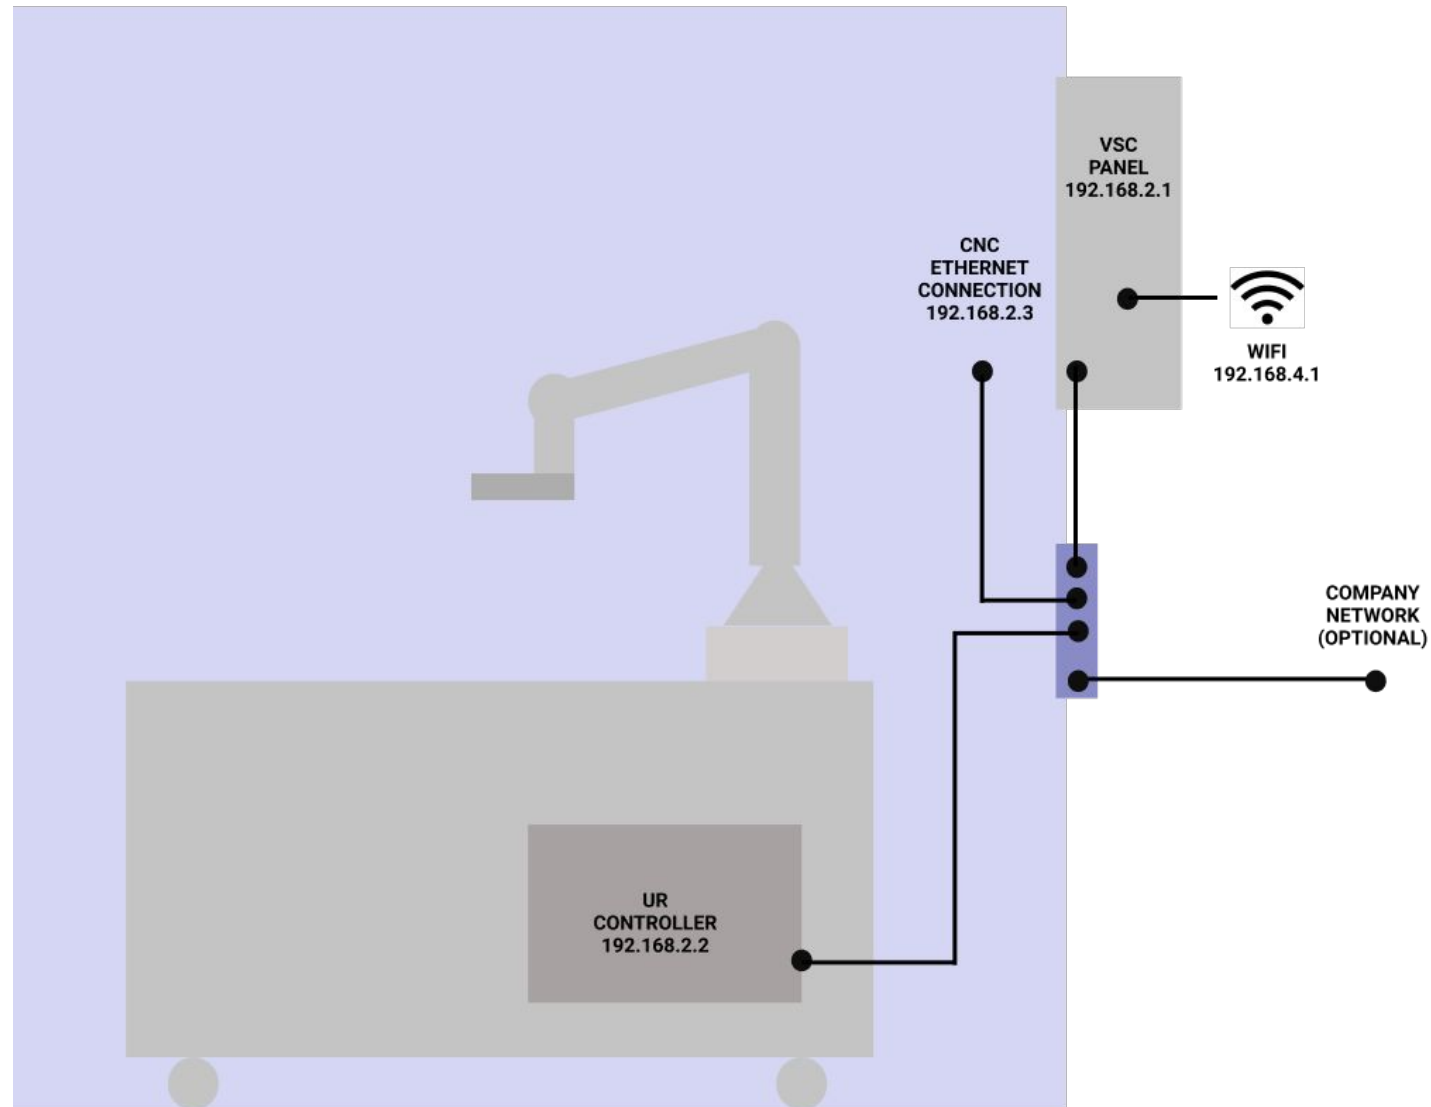 VSC
PANEL
192.168.2.1
CNC
ETHERNET
CONNECTION
192.168.2.3
WIFI
192.168.4.1
COMPANY
NETWORK
(OPTIONAL)
UR
CONTROLLER
192.168.2.2